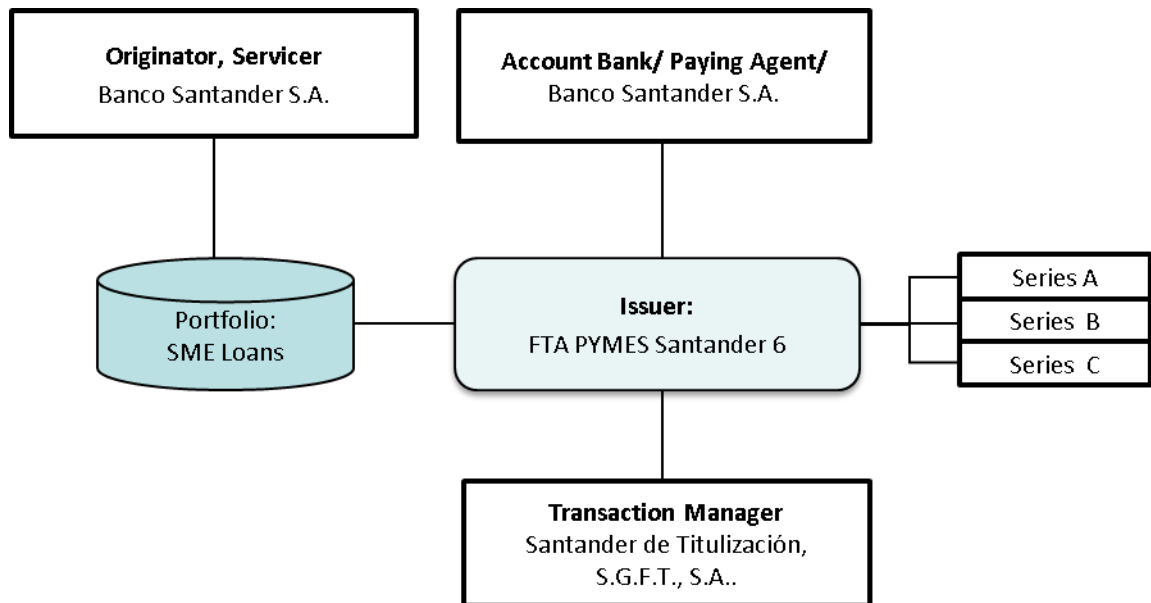 Originator, Servicer
Banco Santander S.A.
Account Bank/ Paying Agent/
Banco Santander S.A.
Portfolio:
SME Loans
Issuer:
FTA PYMES Santander 6
Series A
Series B
Series C
Transaction Manager
Santander de Titulización,
S.G.F.T., S.A..